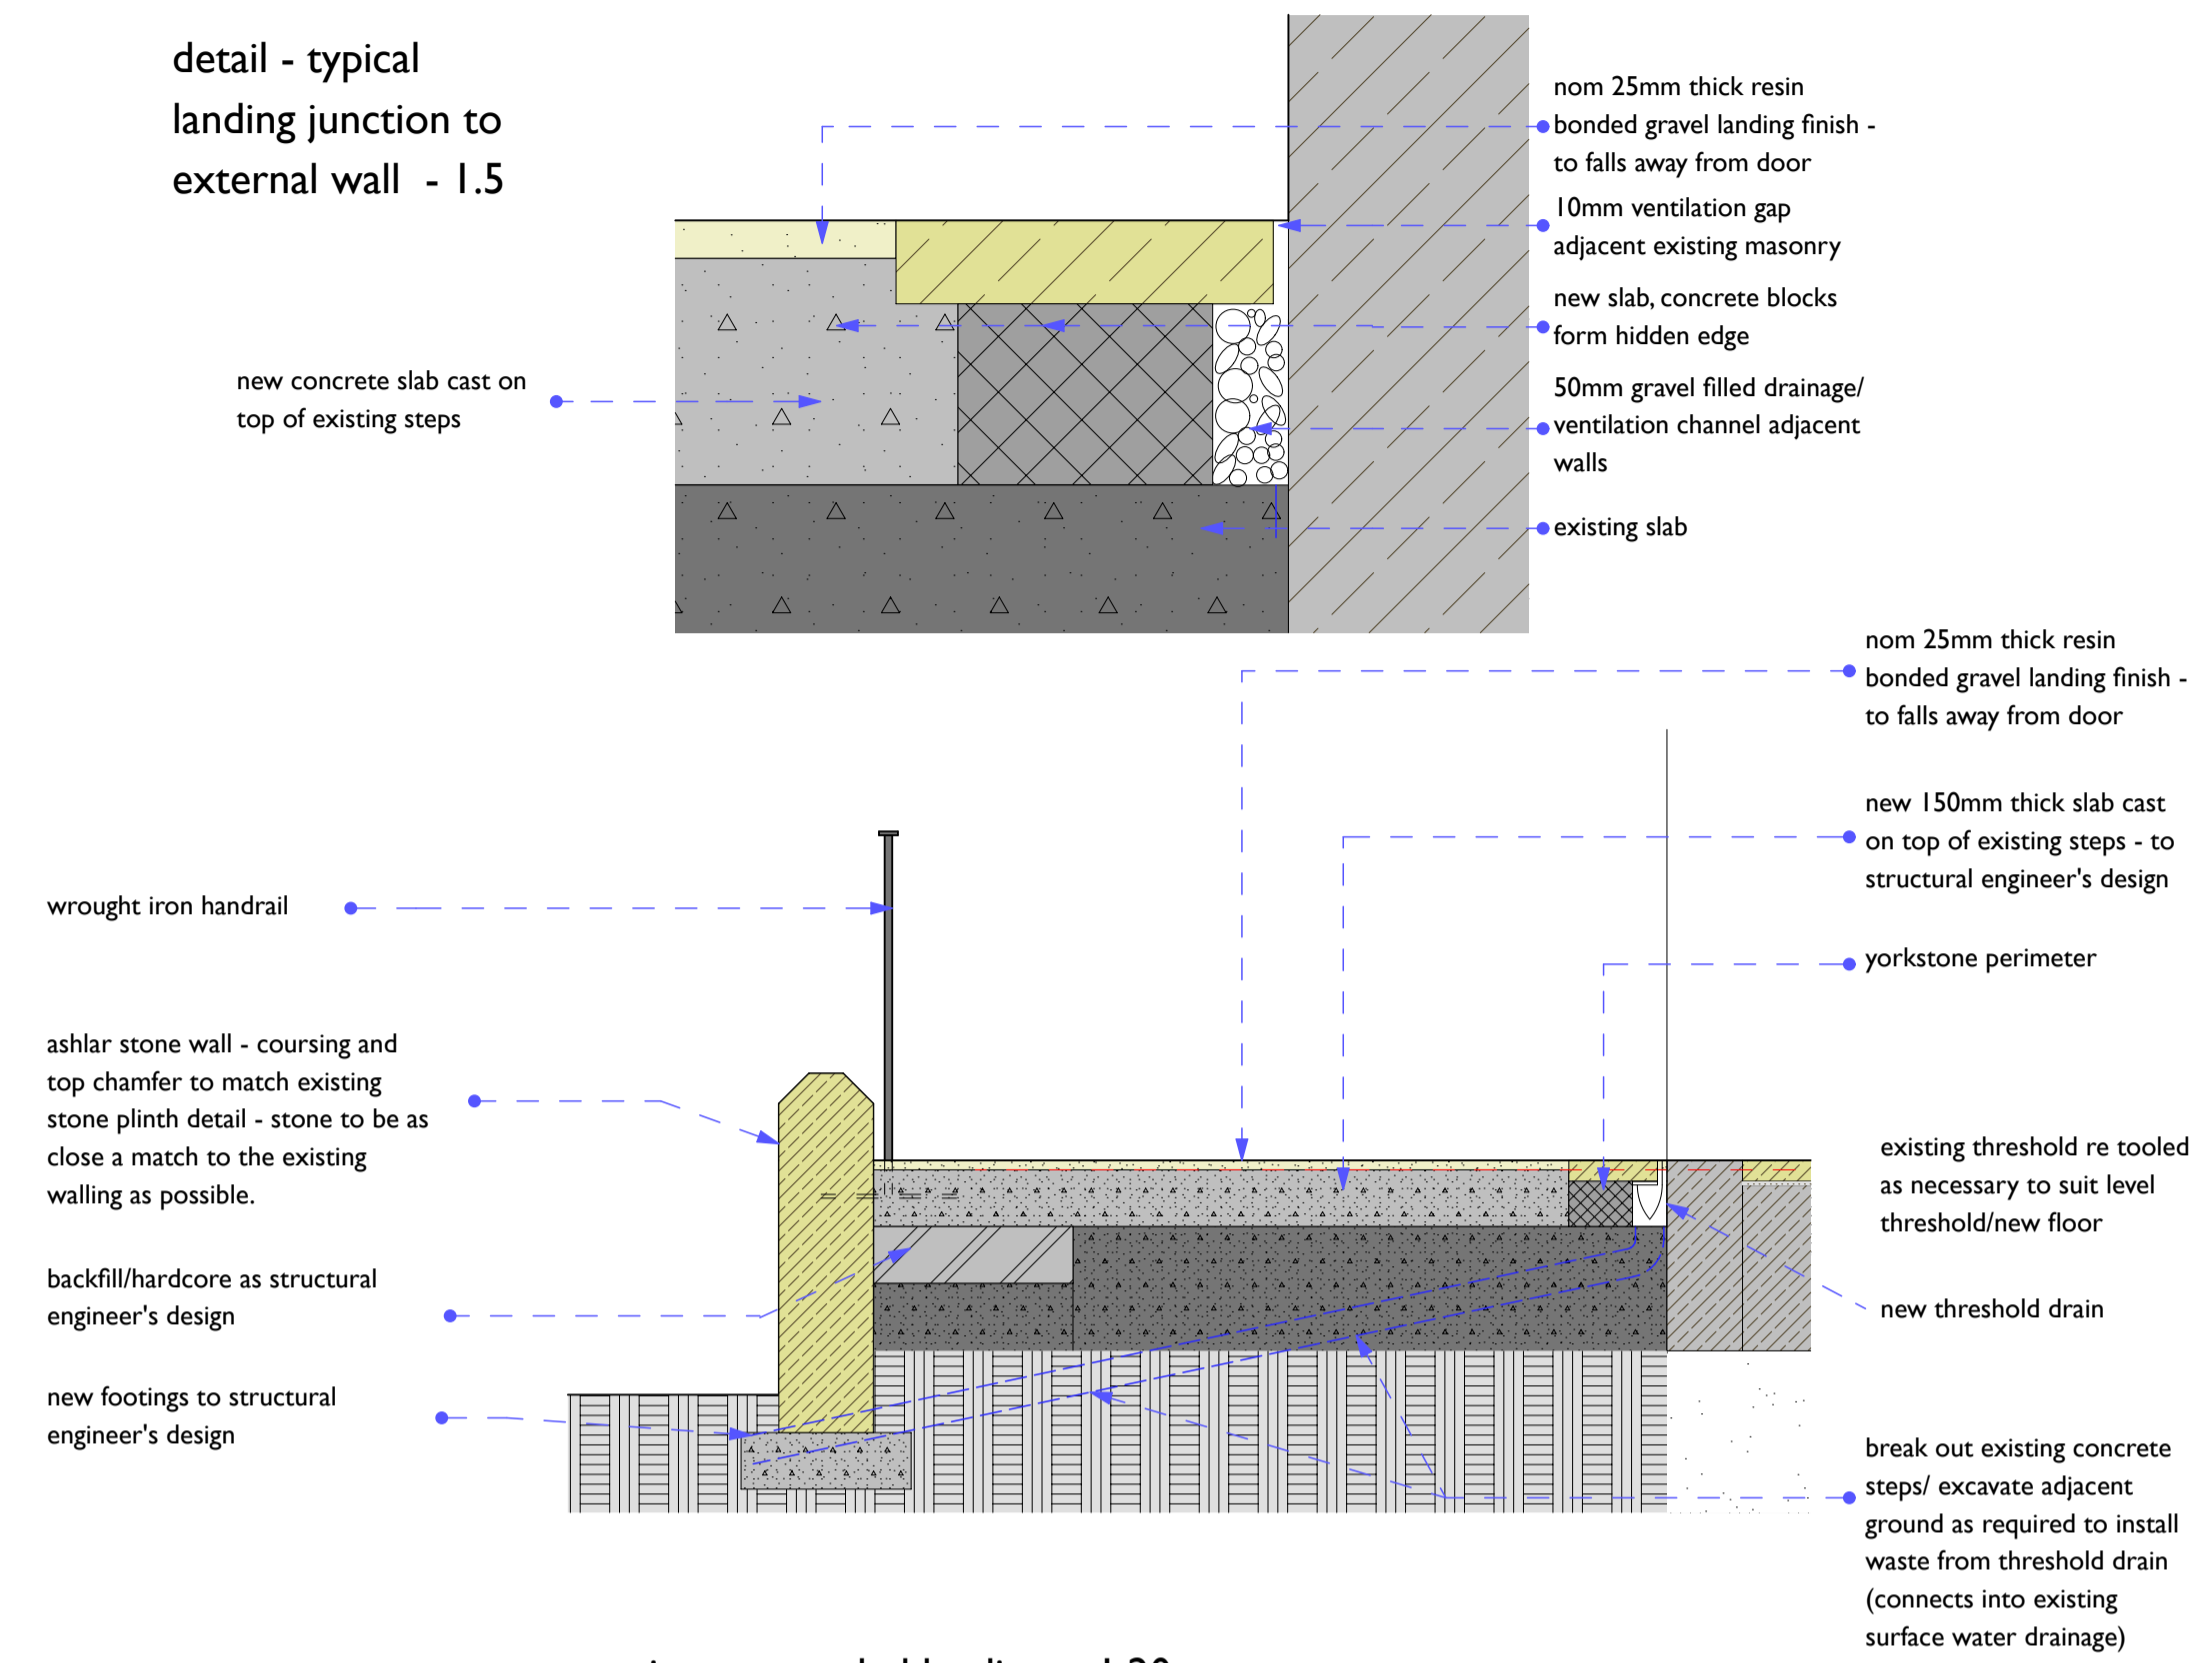 detail - typical
landing junction to
external wall - 1.5
nom 25mm thick resin
bonded gravel landing finish -
to falls away from door
10mm ventilation gap
adjacent existing masonry
new slab, concrete blocks
form hidden edge
new concrete slab cast on
top of existing steps
50mm gravel filled drainage/
ventilation channel adjacent
walls
existing slab
nom 25mm thick resin
bonded gravel landing finish -
to falls away from door
new 150mm thick slab cast
on top of existing steps - to
structural engineer's design
wrought iron handrail
yorkstone perimeter
ashlar stone wall - coursing and
top chamfer to match existing
stone plinth detail - stone to be as
close a match to the existing
walling as possible.
existing threshold re tooled
as necessary to suit level
threshold/new floor
backfill/hardcore as structural
engineer's design
new threshold drain
new footings to structural
engineer's design
break out existing concrete
steps/ excavate adjacent
ground as required to install
waste from threshold drain
(connects into existing
surface water drainage)